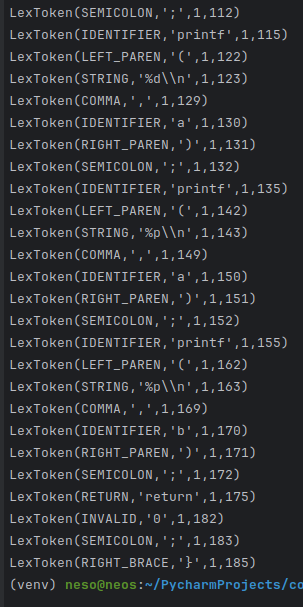 LexToken(SEMICOLON,';',1,112)
LexToken(IDENTIFIER,'printf',1,115)
LexToken(LEFT_PAREN,'(',1,122)
LexToken(STRING,'%d\\n',1,123)
LexToken(COMMA,',',1,129)
LexToken(IDENTIFIER,'a',1,130)
LexToken(RIGHT_PAREN,')',1,131)
LexToken(SEMICOLON,';',1,132)
LexToken(IDENTIFIER,'printf',1,135)
LexToken(LEFT_PAREN,'(',1,142)
LexToken(STRING,'%p\\n',1,143)
LexToken(COMMA,',',1,149)
LexToken(IDENTIFIER,'a',1,150)
LexToken(RIGHT_PAREN,')',1,151)
LexToken(SEMICOLON,';',1,152)
LexToken(IDENTIFIER,'printf',1,155)
LexToken(LEFT_PAREN,'(',1,162)
LexToken(STRING,'%p\\n',1,163)
LexToken(COMMA,',',1,169)
LexToken(IDENTIFIER,'b',1,170)
LexToken(RIGHT_PAREN,')',1,171)
LexToken(SEMICOLON,';',1,172)
LexToken(RETURN,'return',1,175)
LexToken(INVALID,'0',1,182)
LexToken(SEMICOLON,';',1,183)
LexToken(RIGHT_BRACE,'}',1,185)
(venv) neso@neos:~/PycharmProjects/co